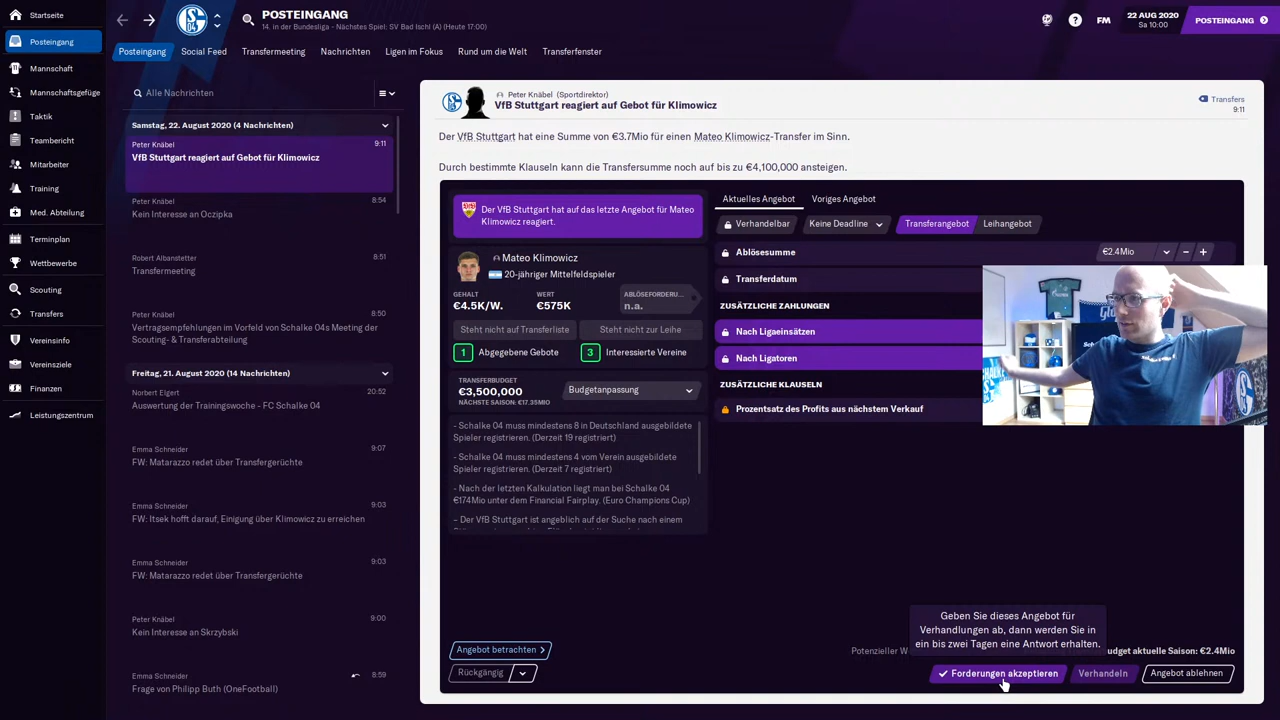 Startseite
Posteingang
Mannschaft
Mannschaftsgefüge
Taktik
Teambericht
Mitarbeiter
Training
Med. Abteilung
Terminplan
Wettbewerbe
Scouting
Transfers
Vereinsinfo
Vereinsziele
Finanzen
Leistungszentrum
POSTEINGANG
14. in der Bundesliga - Nächstes Spiel: SV Bad Ischl (A) (Heute 17:00)
FM
22 AUG 2020
Sa 10:00
POSTEINGANG
Posteingang
Social Feed
Transfermeeting
Nachrichten
Ligen im Fokus
Rund um die Welt
Transferfenster
Alle Nachrichten
Samstag, 22. August 2020 (4 Nachrichten)
Peter Knäbel 9:11
VfB Stuttgart reagiert auf Gebot für Klimowicz
Peter Knäbel 8:54
Kein Interesse an Oczipka
Robert Albanstetter 8:51
Transfermeeting
Peter Knäbel 8:50
Vertragsempfehlungen im Vorfeld von Schalke 04s Meeting der
Scouting- & Transferabteilung
Freitag, 21. August 2020 (14 Nachrichten)
Norbert Elgert 20:52
Auswertung der Trainingswoche - FC Schalke 04
Emma Schneider 9:07
FW: Matarazzo redet über Transfergerüchte
Emma Schneider 9:03
FW: Itsek hofft darauf, Einigung über Klimowicz zu erreichen
Emma Schneider 9:03
FW: Matarazzo redet über Transfergerüchte
Peter Knäbel 9:00
Kein Interesse an Skrzybski
Emma Schneider 8:59
Frage von Philipp Buth (OneFootball)
Peter Knäbel (Sportdirektor)
VfB Stuttgart reagiert auf Gebot für Klimowicz
Transfers
9:11
Der VfB Stuttgart hat eine Summe von €3.7Mio für einen Mateo Klimowicz-Transfer im Sinn.
Durch bestimmte Klauseln kann die Transfersumme noch auf bis zu €4,100,000 ansteigen.
Der VfB Stuttgart hat auf das letzte Angebot für Mateo
Klimowicz reagiert.
Mateo Klimowicz
20-jähriger Mittelfeldspieler
GEHALT
€4.5K/W.
WERT
€575K
ABLÖSEFORDERU...
n.a.
Steht nicht auf Transferliste
Steht nicht zur Leihe
1 Abgegebene Gebote
3 Interessierte Vereine
TRANSFERBUDGET
€3,500,000
NÄCHSTE SAISON: €17.35MIO
Budgetanpassung
- Schalke 04 muss mindestens 8 in Deutschland ausgebildete
Spieler registrieren. (Derzeit 19 registriert)
- Schalke 04 muss mindestens 4 vom Verein ausgebildete
Spieler registrieren. (Derzeit 7 registriert)
- Nach der letzten Kalkulation liegt man bei Schalke 04
€174Mio unter dem Financial Fairplay. (Euro Champions Cup)
- Der VfB Stuttgart ist angeblich auf der Suche nach einem
Aktuelles Angebot
Voriges Angebot
Verhandelbar
Keine Deadline
Transferangebot
Leihangebot
Ablösesumme €2.4Mio
Transferdatum
ZUSÄTZLICHE ZAHLUNGEN
Nach Ligaeinsätzen
Nach Ligatoren
ZUSÄTZLICHE KLAUSELN
Prozentsatz des Profits aus nächstem Verkauf
Geben Sie dieses Angebot für
Verhandlungen ab, dann werden Sie in
ein bis zwei Tagen eine Antwort erhalten.
Potenzieller W
udget aktuelle Saison: €2.4Mio
Angebot betrachten
Rückgängig
Forderungen akzeptieren
Verhandeln
Angebot ablehnen